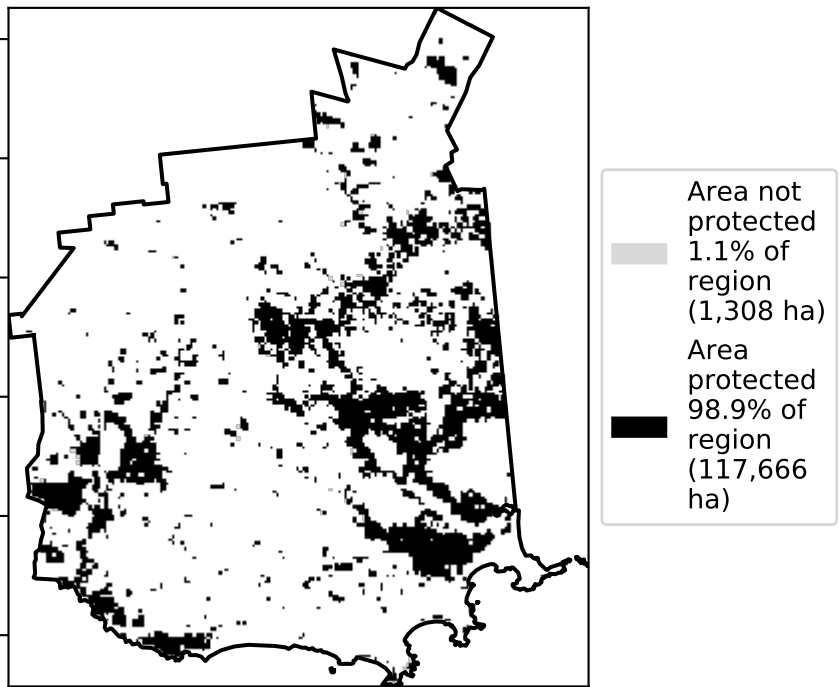 Area not
protected
1.1% of
region
(1,308 ha)
Area
protected
98.9% of
region
(117,666
ha)